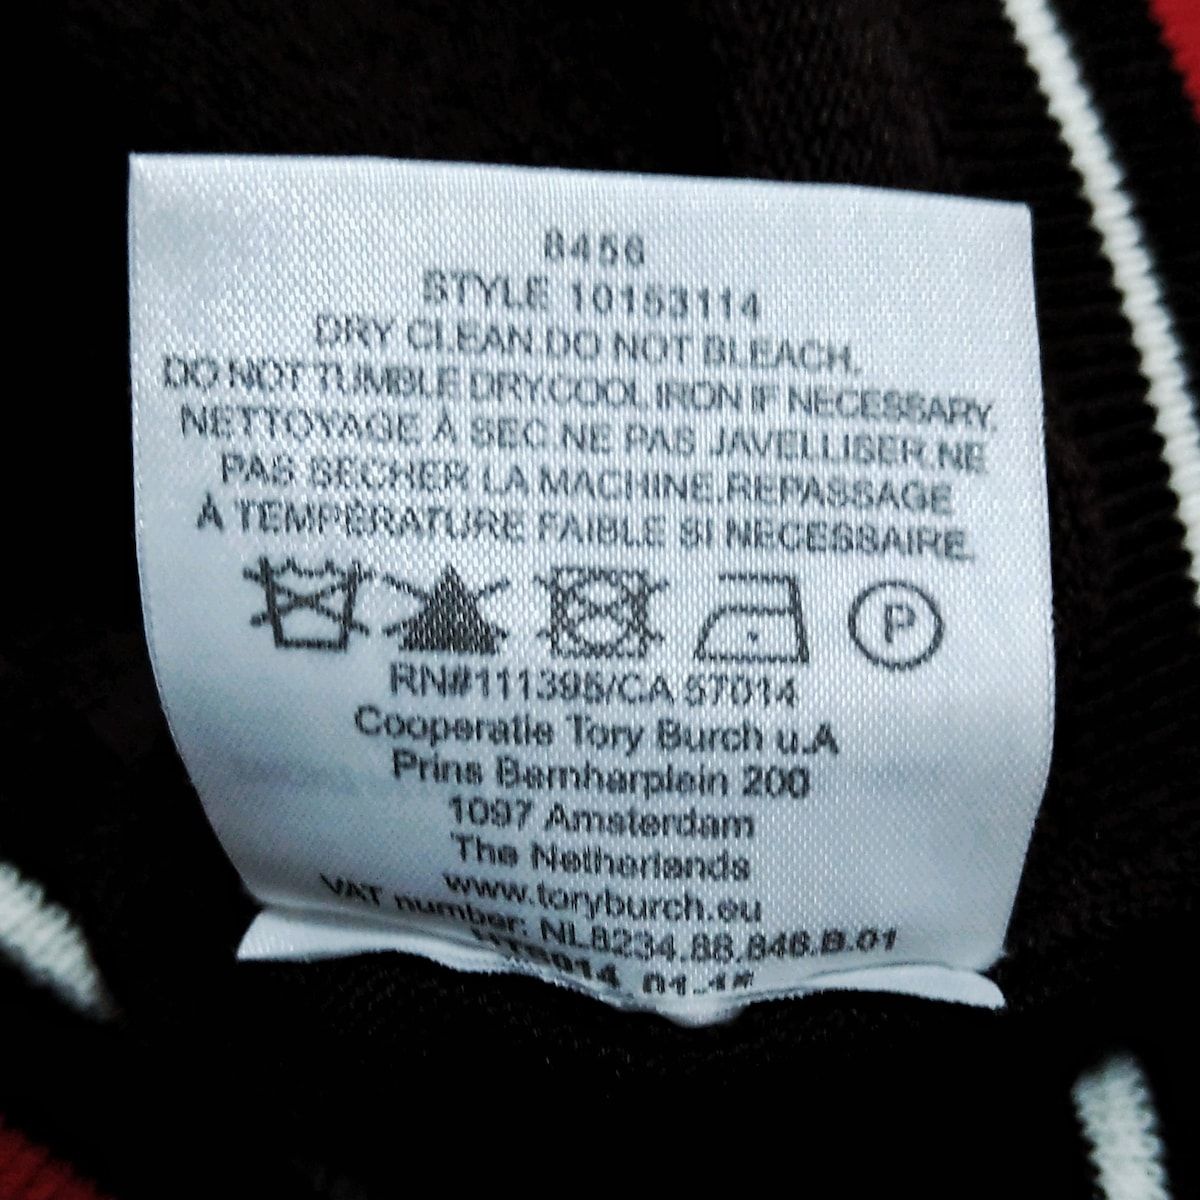 8456
STYLE 10153114
DRY CLEAN.DO NOT BLEACH.
DO NOT TUMBLE DRY.COOL IRON IF NECESSARY.
NETTOYAGE À SEC.NE PAS JAVELLISER.NE
PAS SECHER LA MACHINE.REPASSAGE
À TEMPÉRATURE FAIBLE SI NECESSAIRE.
P
RN#111395/CA 57014
Cooperatie Tory Burch u.A
Prins Bernharplein 200
1097 Amsterdam
The Netherlands
www.toryburch.eu
VAT number: NL8234.88.846.B.01